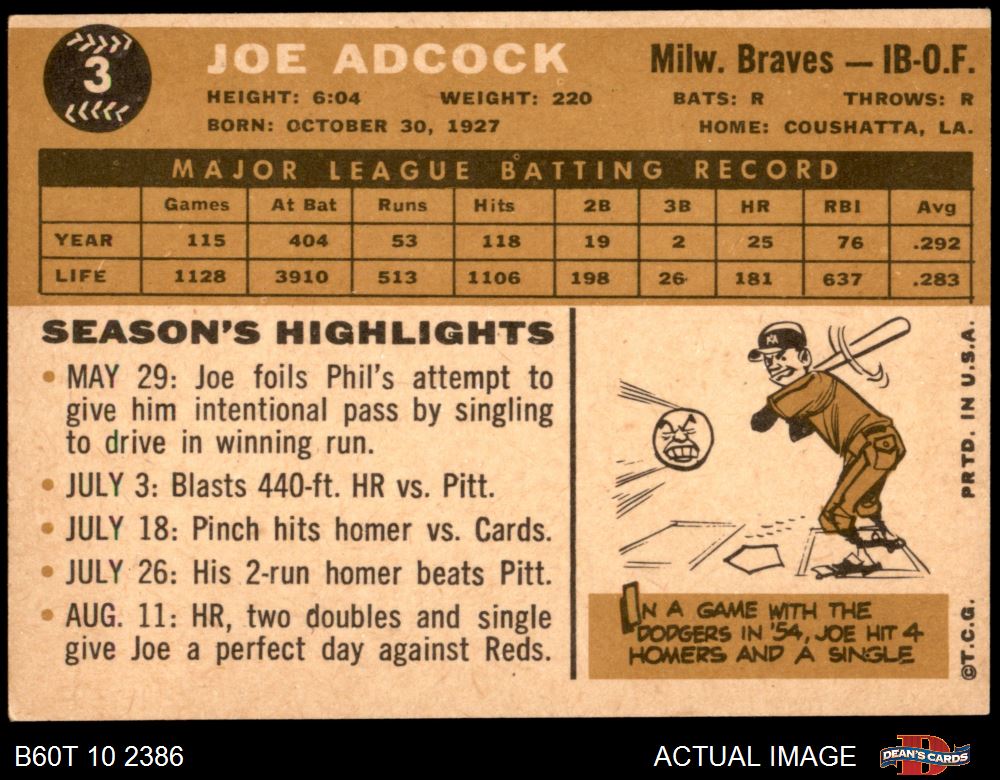 3
JOE ADCOCK
Milw. Braves — IB-O.F.
HEIGHT: 6:04 WEIGHT: 220 BATS: R THROWS: R
BORN: OCTOBER 30, 1927 HOME: COUSHATTA, LA.
MAJOR LEAGUE BATTING RECORD
Games At Bat Runs Hits 2B 3B HR RBI Avg
YEAR 115 404 53 118 19 2 25 76 .292
LIFE 1128 3910 513 1106 198 26 181 637 .283
SEASON'S HIGHLIGHTS
• MAY 29: Joe foils Phil's attempt to
give him intentional pass by singling
to drive in winning run.
• JULY 3: Blasts 440-ft. HR vs. Pitt.
• JULY 18: Pinch hits homer vs. Cards.
• JULY 26: His 2-run homer beats Pitt.
• AUG. 11: HR, two doubles and single
give Joe a perfect day against Reds.
M
IN A GAME WITH THE
DODGERS IN '54, JOE HIT 4
HOMERS AND A SINGLE
©T.C.G. PRTD. IN U.S.A.
B60T 10 2386
ACTUAL IMAGE
DEAN'S CARDS